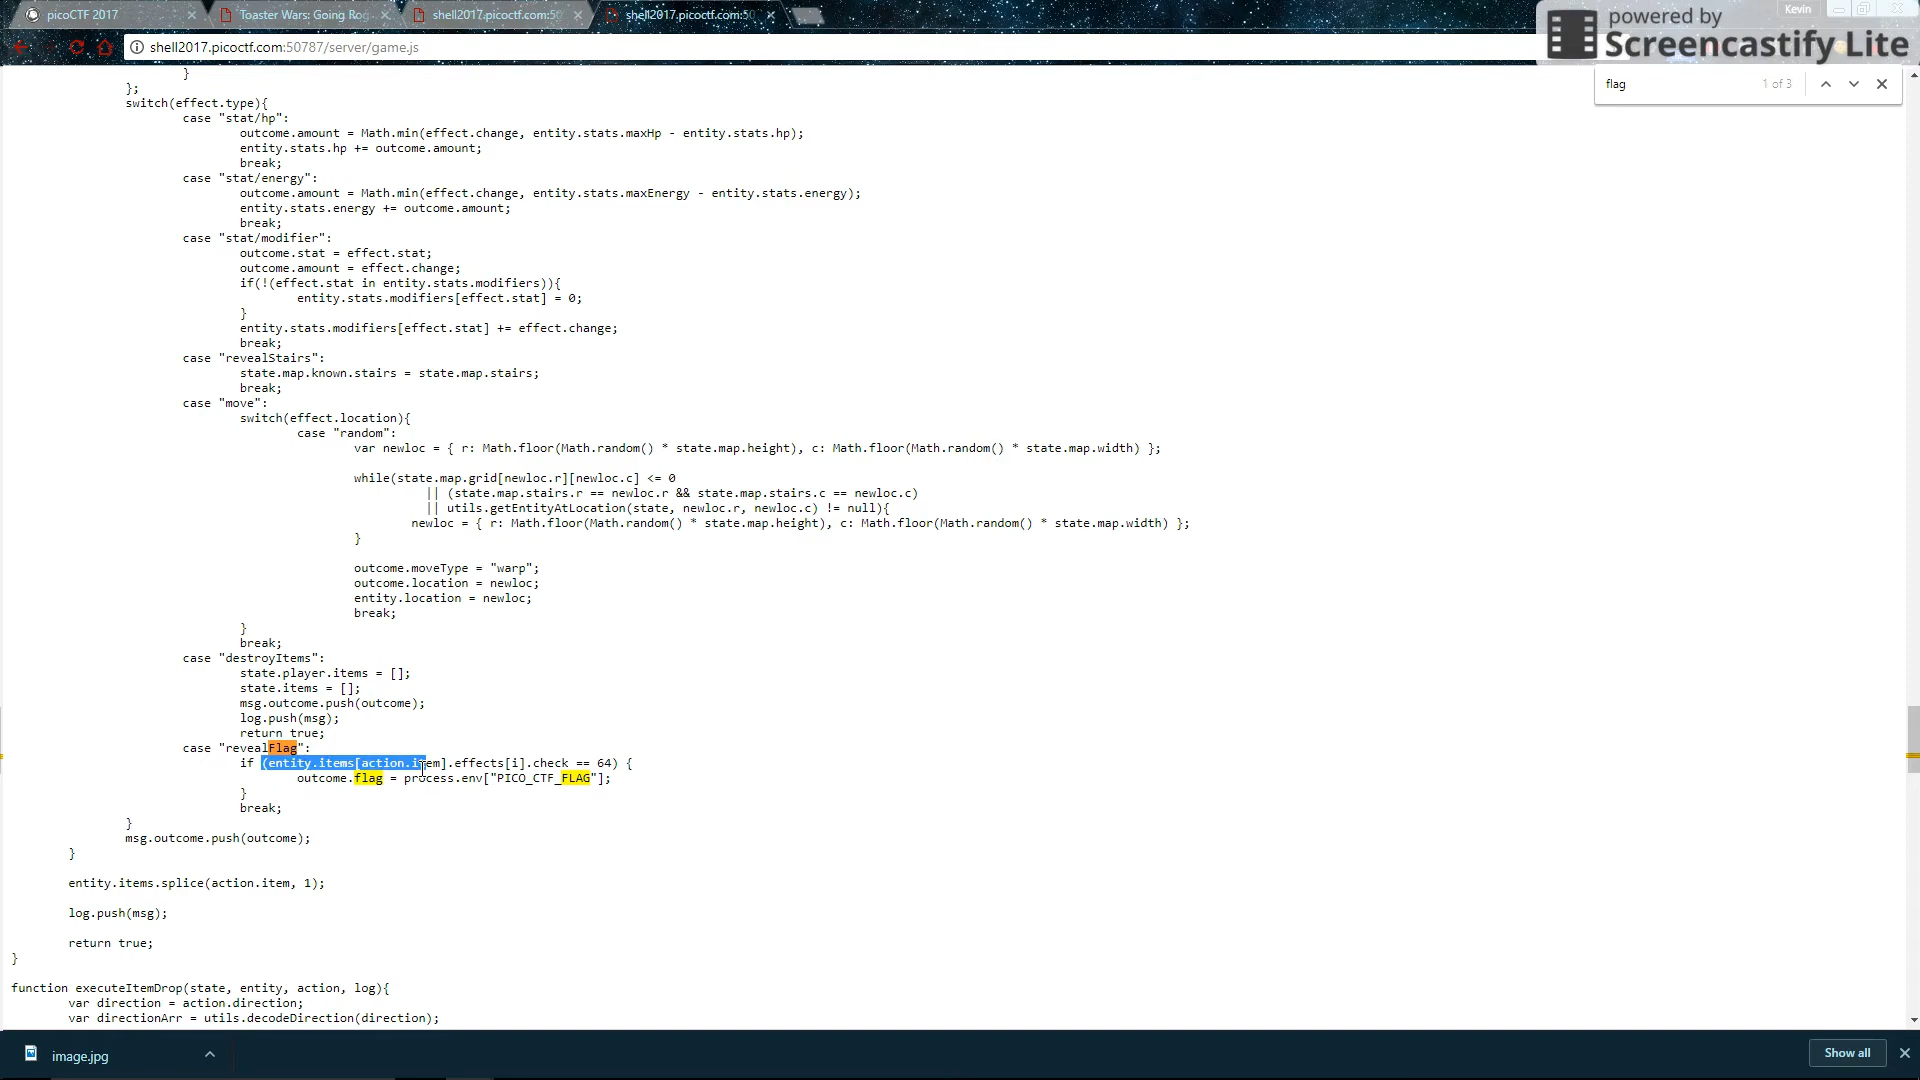 picoCTF 2017
Toaster Wars: Going Rog
shell2017.picoctf.com:50
shell2017.picoctf.com:50
Kevin
powered by
Screencastify Lite
shell2017.picoctf.com:50787/server/game.js
flag
1 of 3
}
};
switch(effect.type){
case "stat/hp":
outcome.amount = Math.min(effect.change, entity.stats.maxHp - entity.stats.hp);
entity.stats.hp += outcome.amount;
break;
case "stat/energy":
outcome.amount = Math.min(effect.change, entity.stats.maxEnergy - entity.stats.energy);
entity.stats.energy += outcome.amount;
break;
case "stat/modifier":
outcome.stat = effect.stat;
outcome.amount = effect.change;
if(!(effect.stat in entity.stats.modifiers)){
entity.stats.modifiers[effect.stat] = 0;
}
entity.stats.modifiers[effect.stat] += effect.change;
break;
case "revealStairs":
state.map.known.stairs = state.map.stairs;
break;
case "move":
switch(effect.location){
case "random":
var newloc = { r: Math.floor(Math.random() * state.map.height), c: Math.floor(Math.random() * state.map.width) };
while(state.map.grid[newloc.r][newloc.c] <= 0
|| (state.map.stairs.r == newloc.r && state.map.stairs.c == newloc.c)
|| utils.getEntityAtLocation(state, newloc.r, newloc.c) != null){
newloc = { r: Math.floor(Math.random() * state.map.height), c: Math.floor(Math.random() * state.map.width) };
}
outcome.moveType = "warp";
outcome.location = newloc;
entity.location = newloc;
break;
}
break;
case "destroyItems":
state.player.items = [];
state.items = [];
msg.outcome.push(outcome);
log.push(msg);
return true;
case "revealFlag":
if (entity.items[action.item].effects[i].check == 64) {
outcome.flag = process.env["PICO_CTF_FLAG"];
}
break;
}
msg.outcome.push(outcome);
}
entity.items.splice(action.item, 1);
log.push(msg);
return true;
}
function executeItemDrop(state, entity, action, log){
var direction = action.direction;
var directionArr = utils.decodeDirection(direction);
image.jpg
Show all